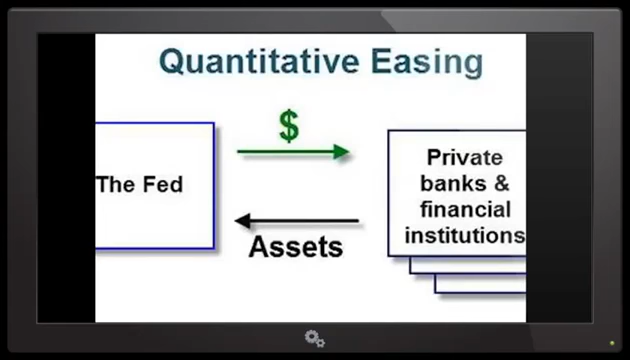 Quantitative Easing
$
The Fed
Private
banks &
financial
institutions
Assets